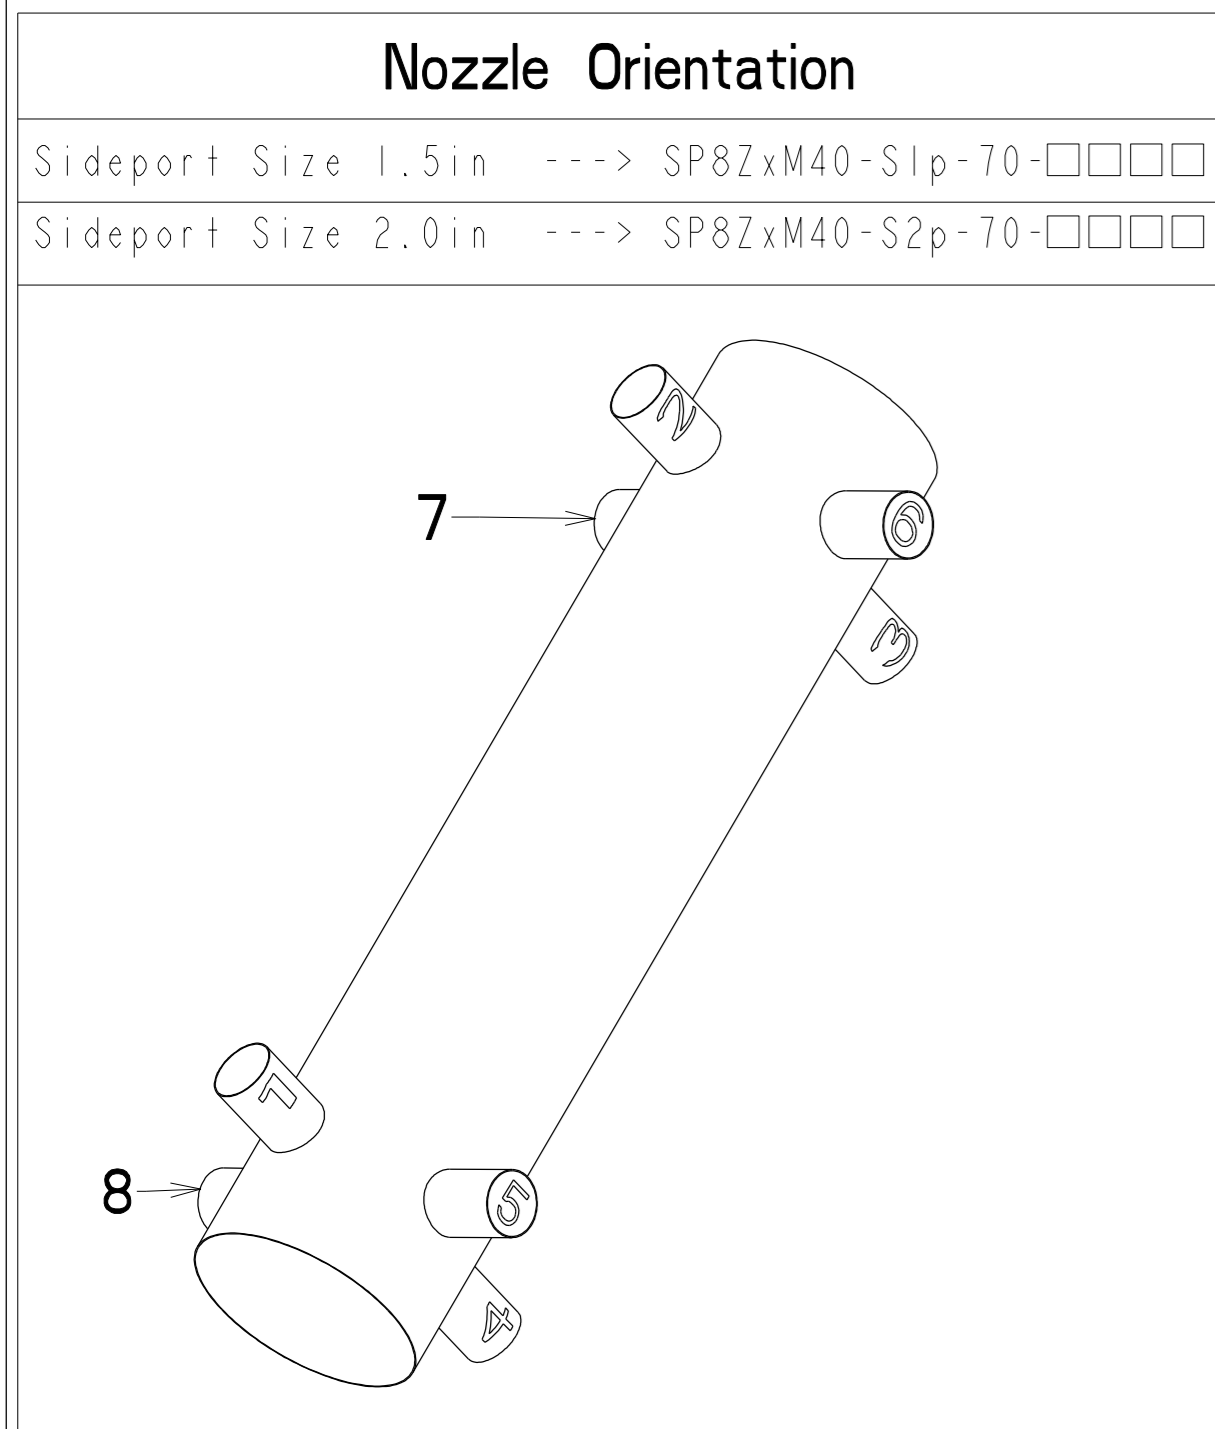 Nozzle Orientation
Sideport Size 1.5in ---> SP8ZxM40-S1p-70-□□□□
Sideport Size 2.0in ---> SP8ZxM40-S2p-70-□□□□
2
7
6
3
1
8
5
4